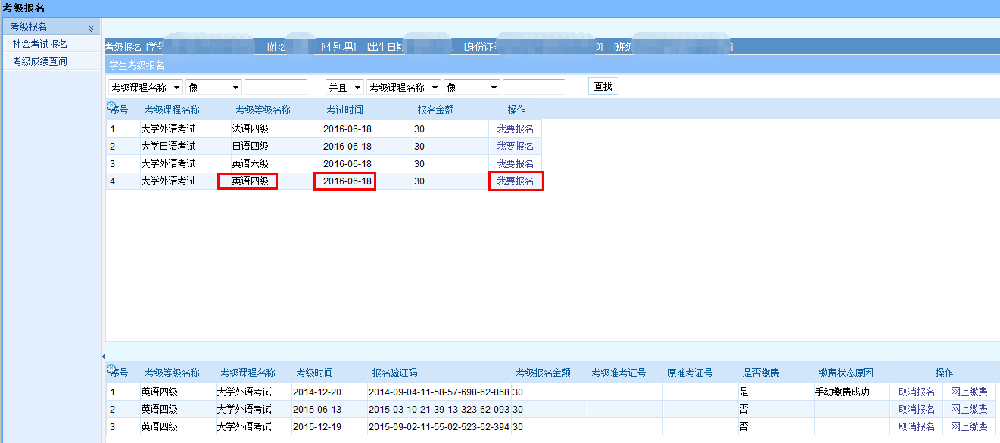 考级报名
考级报名
社会考试报名
考级成绩查询
考级报名 [学号 [姓名 [性别:男] [出生日期 [身份证号 0] [班级 ]
学生考级报名
考级课程名称 像 并且 考级课程名称 像 查找
序号 考级课程名称 考级等级名称 考试时间 报名金额 操作
1 大学外语考试 法语四级 2016-06-18 30 我要报名
2 大学日语考试 日语四级 2016-06-18 30 我要报名
3 大学外语考试 英语六级 2016-06-18 30 我要报名
4 大学外语考试 英语四级 2016-06-18 30 我要报名
序号 考级等级名称 考级课程名称 考级时间 报名验证码 考级报名金额 考级准考证号 原准考证号 是否缴费 缴费状态原因 操作
1 英语四级 大学外语考试 2014-12-20 2014-09-04-11-58-57-698-62-868 30 是 手动缴费成功 取消报名 网上缴费
2 英语四级 大学外语考试 2015-06-13 2015-03-10-21-39-13-323-62-093 30 否 取消报名 网上缴费
3 英语四级 大学外语考试 2015-12-19 2015-09-02-11-55-02-523-62-394 30 否 取消报名 网上缴费